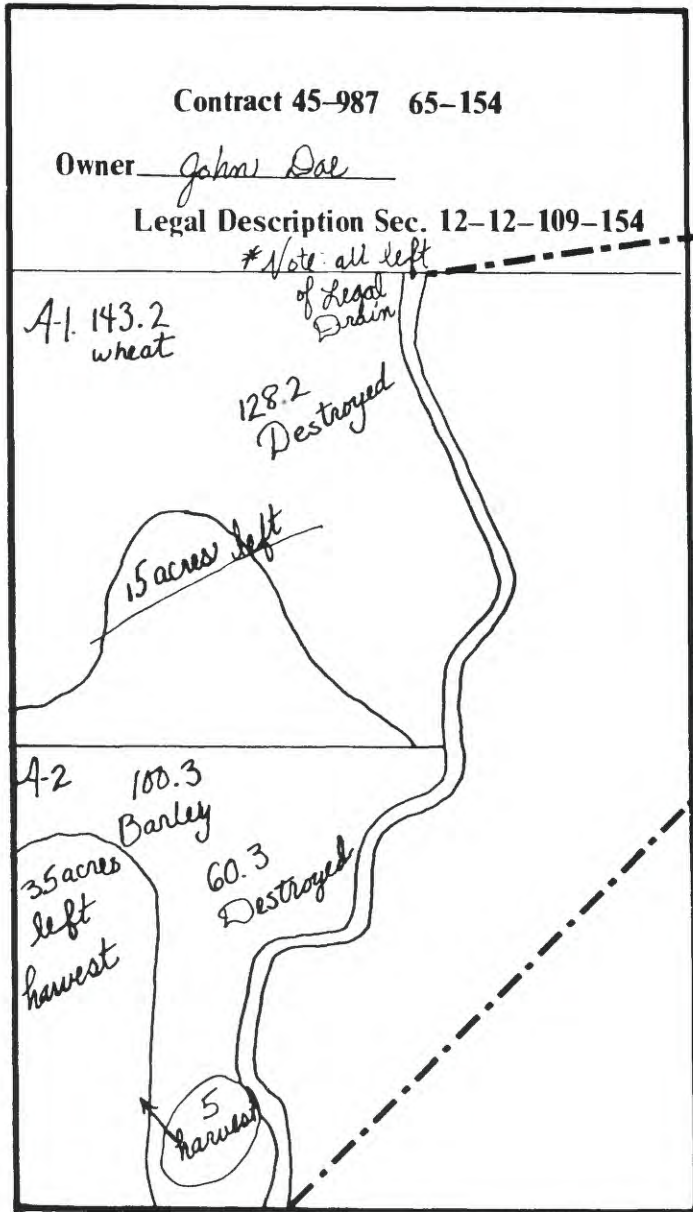 Contract 45-987 65-154
Owner John Doe
Legal Description Sec. 12-12-109-154
*Note: all left
of Legal
Drain
A-1. 143.2
wheat
128.2
Destroyed
15 acres left
A-2 100.3
Barley
35 acres
left
harvest
60.3
Destroyed
5
harvest